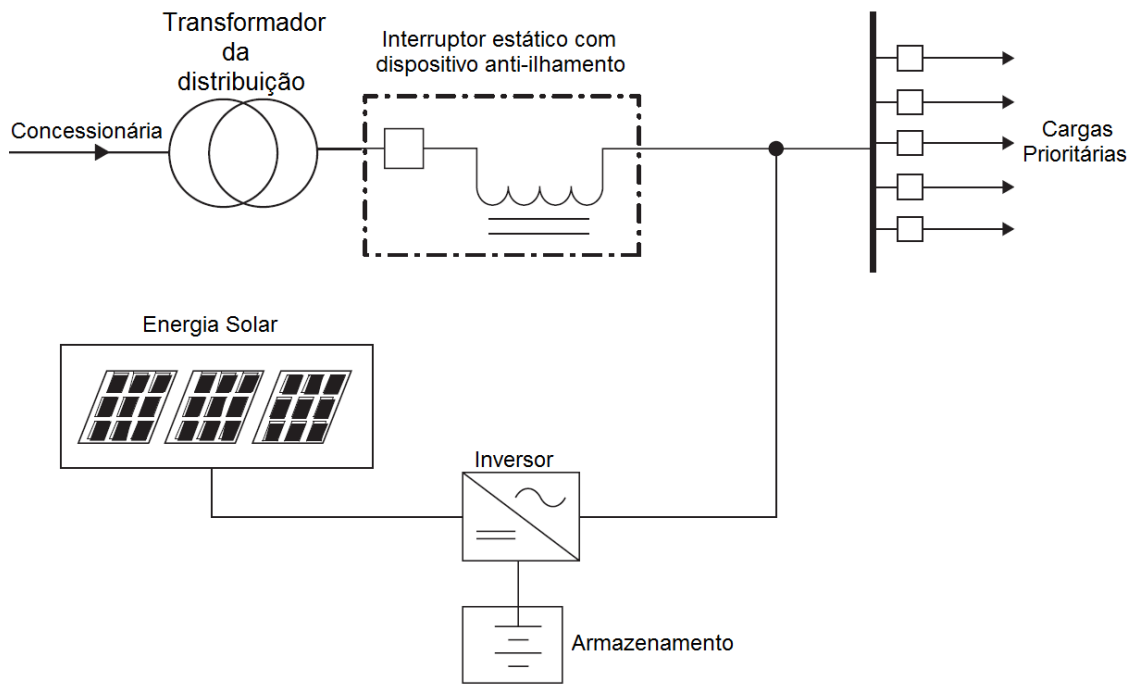 Transformador
da
distribuição
Interruptor estático com
dispositivo anti-ilhamento
Concessionária
Cargas
Prioritárias
Energia Solar
Inversor
Armazenamento